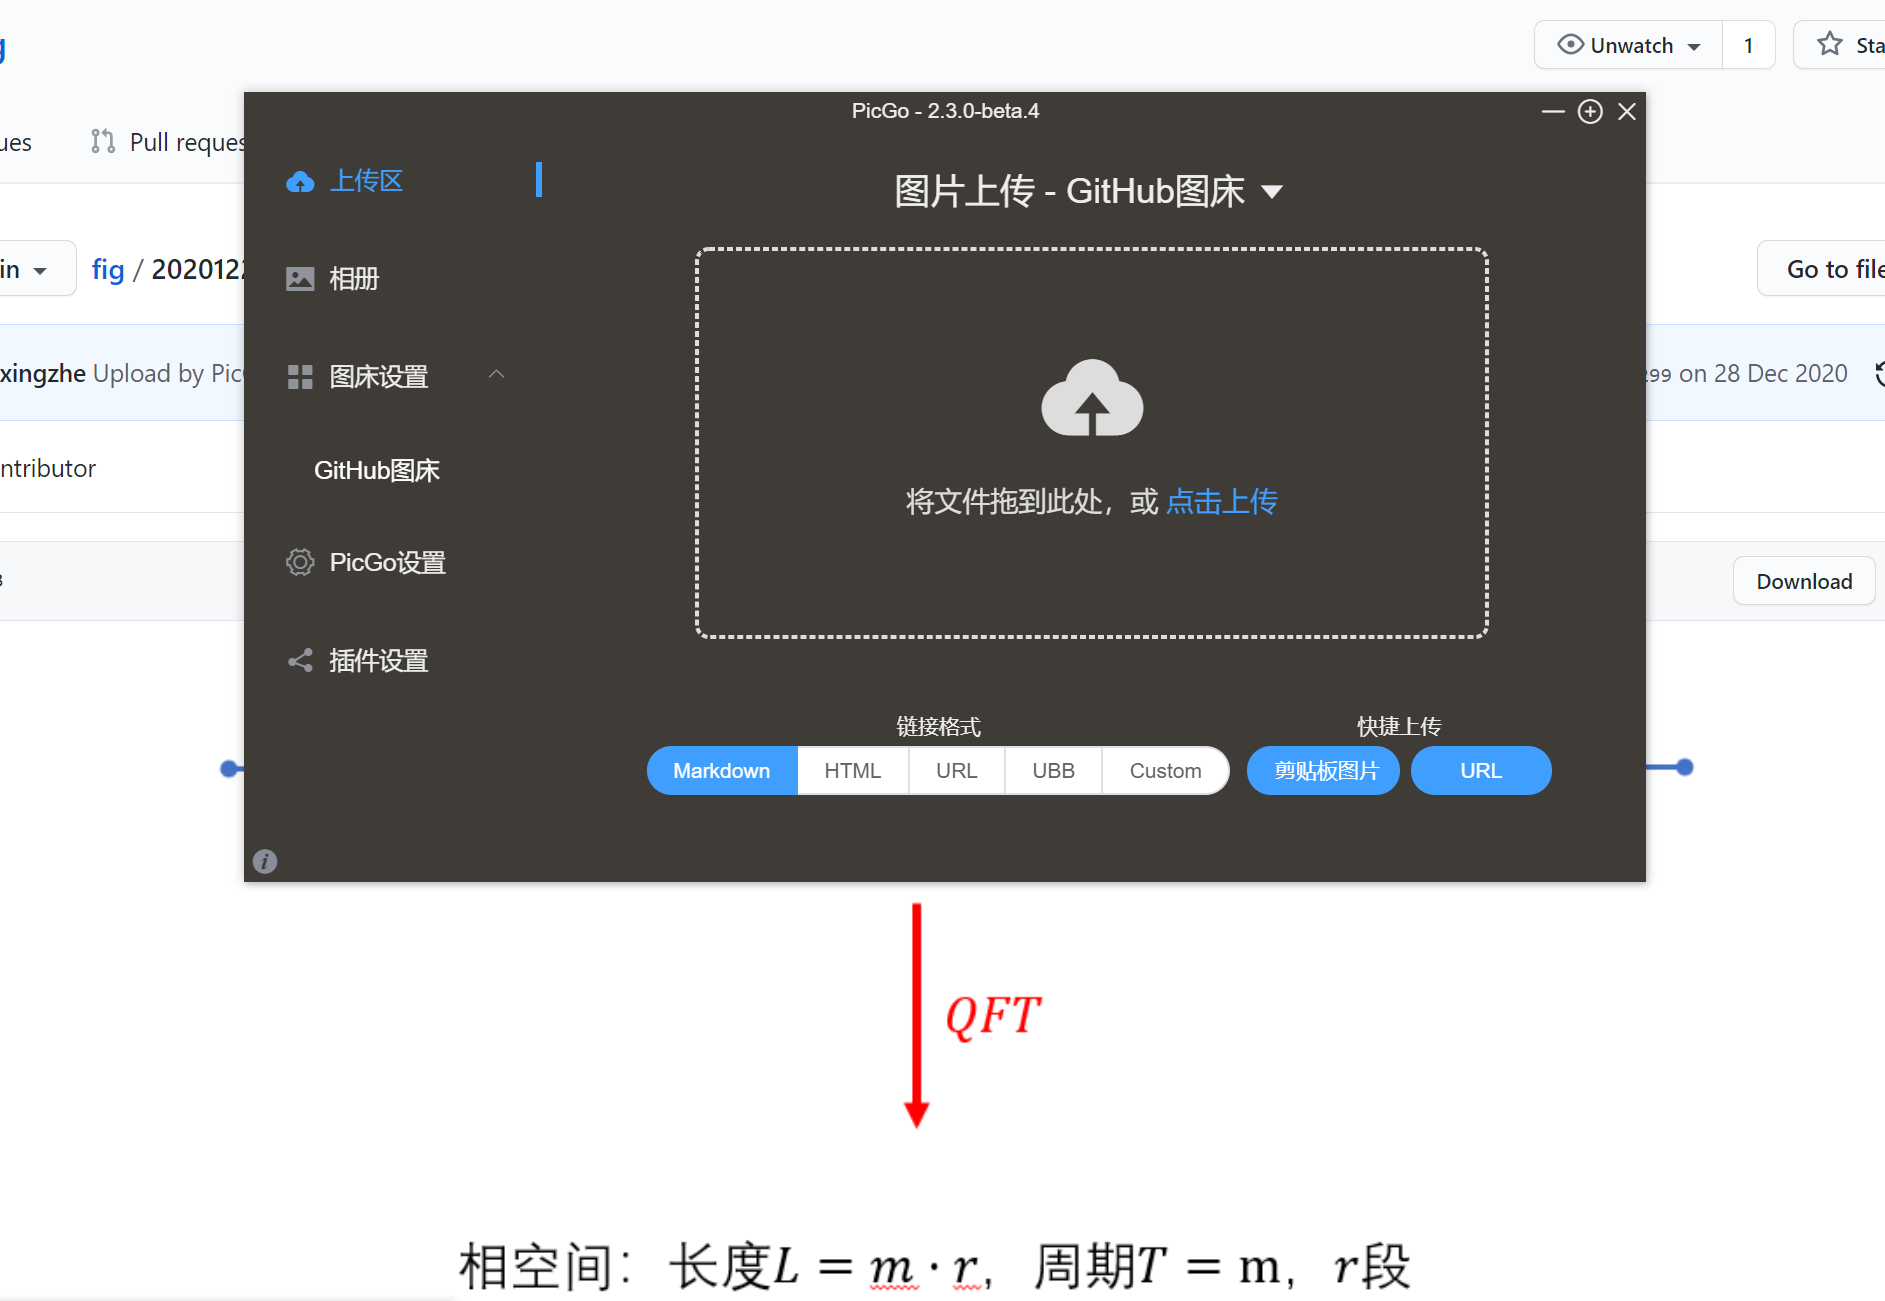 Unwatch 1 Sta
PicGo - 2.3.0-beta.4
ues Pull reques
上传区
图片上传 - GitHub图床
in fig / 2020122 Go to file
相册
xingzhe Upload by Pic 299 on 28 Dec 2020
图床设置
ntributor
GitHub图床
将文件拖到此处，或 点击上传
PicGo设置
Download
插件设置
链接格式 快捷上传
Markdown HTML URL UBB Custom 剪贴板图片 URL
QFT
相空间：长度L = m · r，周期T = m，r段